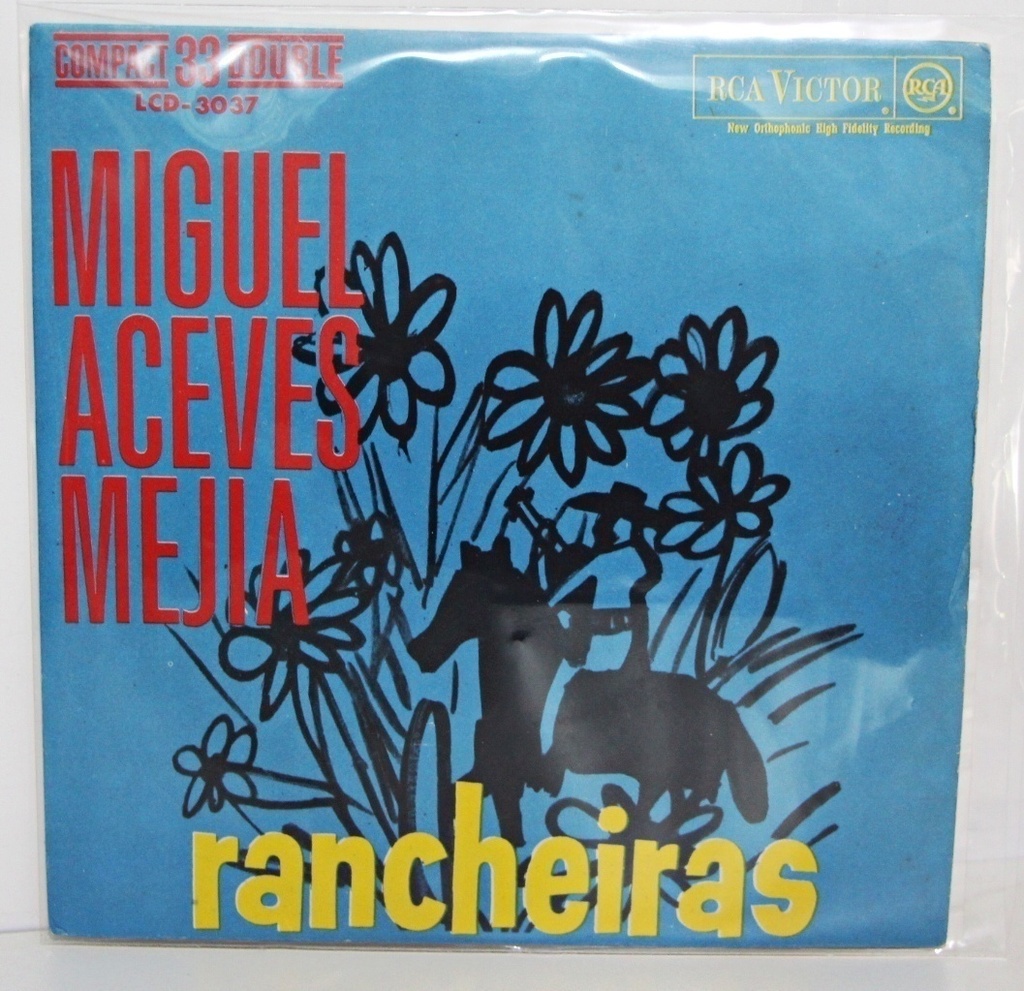 COMPACT 33 DOUBLE
LCD-3037
RCA VICTOR RCA
New Orthophonic High Fidelity Recording
MIGUEL
ACEVES
MEJIA
rancheiras